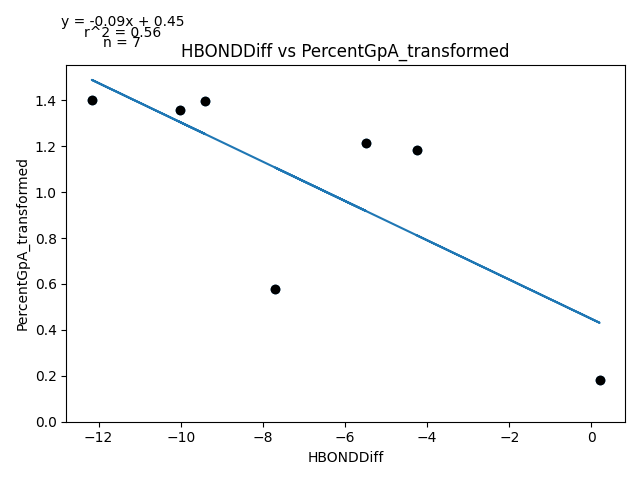 y = -0.09x + 0.45
r^2 = 0.56
n = 7
HBONDDiff vs PercentGpA_transformed
PercentGpA_transformed
1.4
1.2
1.0
0.8
0.6
0.4
0.2
0.0
−12 −10 −8 −6 −4 −2 0
HBONDDiff